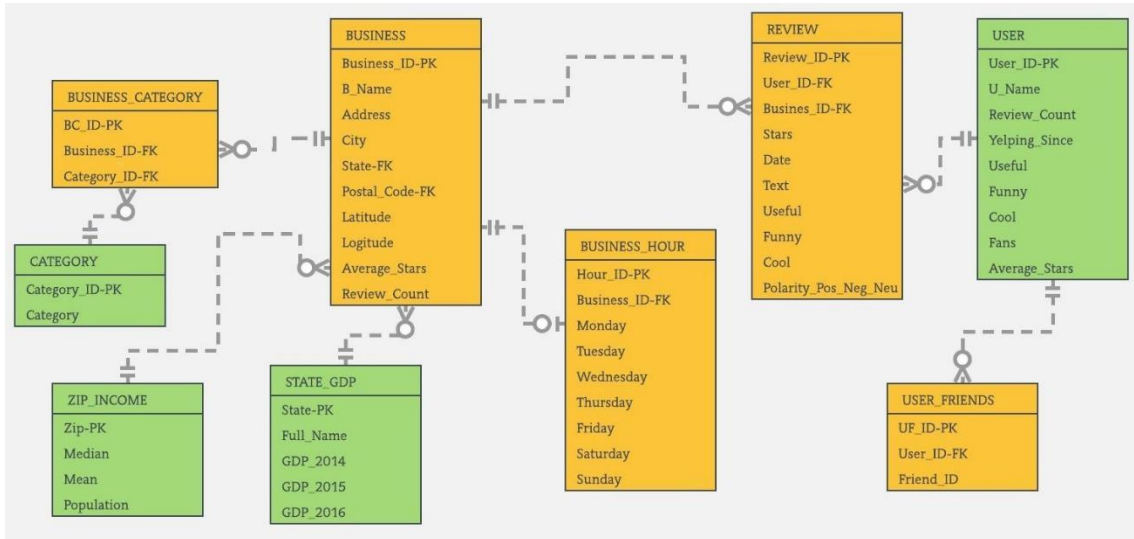 BUSINESS_CATEGORY
BC_ID-PK
Business_ID-FK
Category_ID-FK
CATEGORY
Category_ID-PK
Category
ZIP_INCOME
Zip-PK
Median
Mean
Population
BUSINESS
Business_ID-PK
B_Name
Address
City
State-FK
Postal_Code-FK
Latitude
Logitude
Average_Stars
Review_Count
STATE_GDP
State-PK
Full_Name
GDP_2014
GDP_2015
GDP_2016
BUSINESS_HOUR
Hour_ID-PK
Business_ID-FK
Monday
Tuesday
Wednesday
Thursday
Friday
Saturday
Sunday
REVIEW
Review_ID-PK
User_ID-FK
Busines_ID-FK
Stars
Date
Text
Useful
Funny
Cool
Polarity_Pos_Neg_Neu
USER
User_ID-PK
U_Name
Review_Count
Yelping_Since
Useful
Funny
Cool
Fans
Average_Stars
USER_FRIENDS
UF_ID-PK
User_ID-FK
Friend_ID